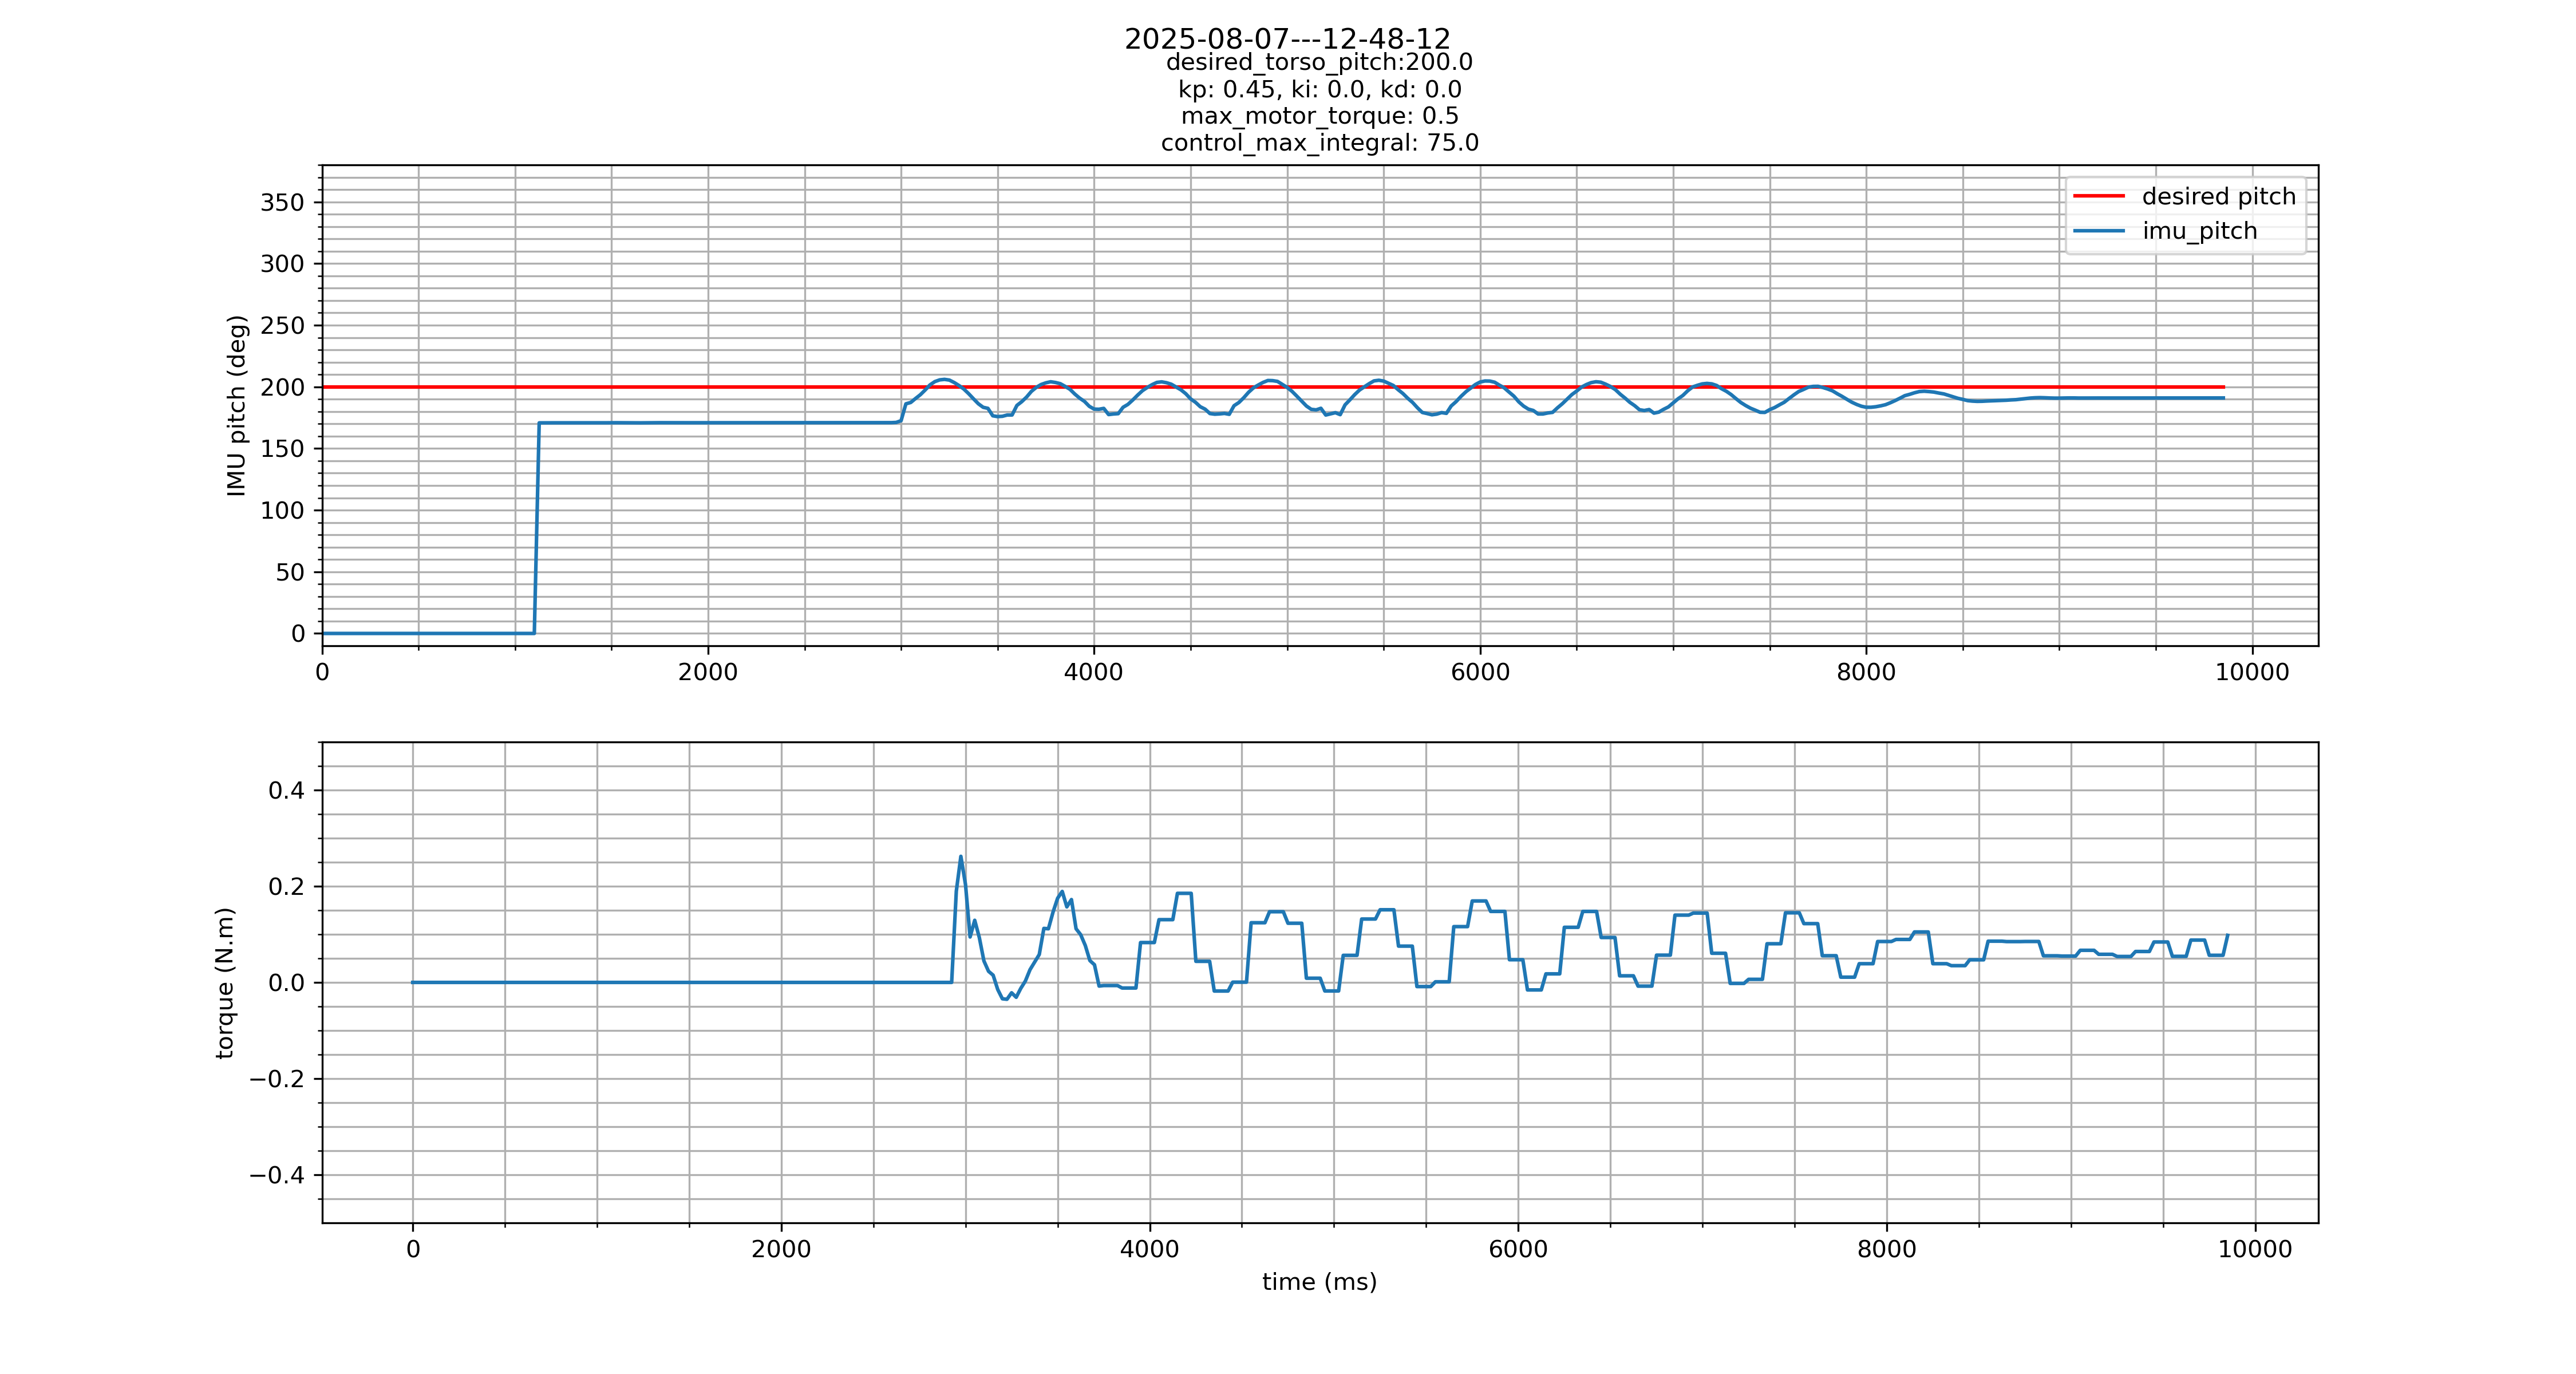 2025-08-07---12-48-12
desired_torso_pitch:200.0
kp: 0.45, ki: 0.0, kd: 0.0
max_motor_torque: 0.5
control_max_integral: 75.0
desired pitch
imu_pitch
IMU pitch (deg)
350
300
250
200
150
100
50
0
0 2000 4000 6000 8000 10000
torque (N.m)
0.4
0.2
0.0
−0.2
−0.4
0 2000 4000 6000 8000 10000
time (ms)